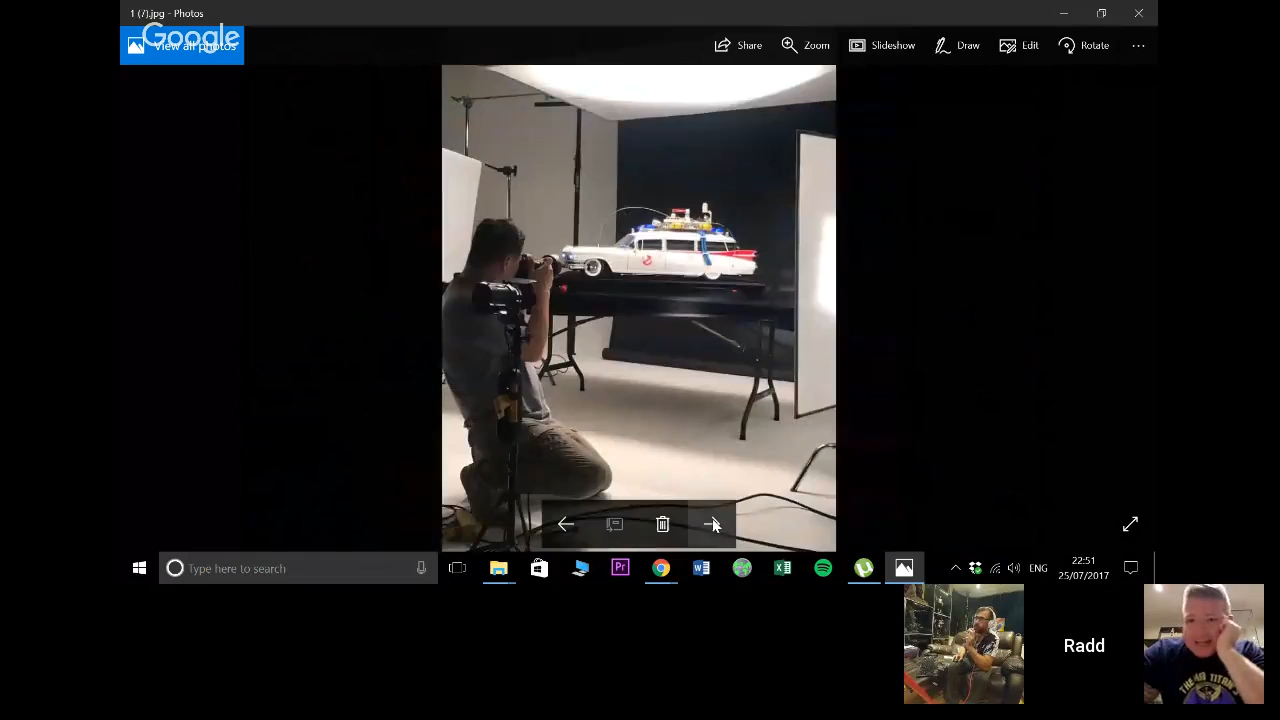 1 (7).jpg - Photos
Google
View all photos
Share
Zoom
Slideshow
Draw
Edit
Rotate
Type here to search
Pr
ENG
22:51
25/07/2017
Radd